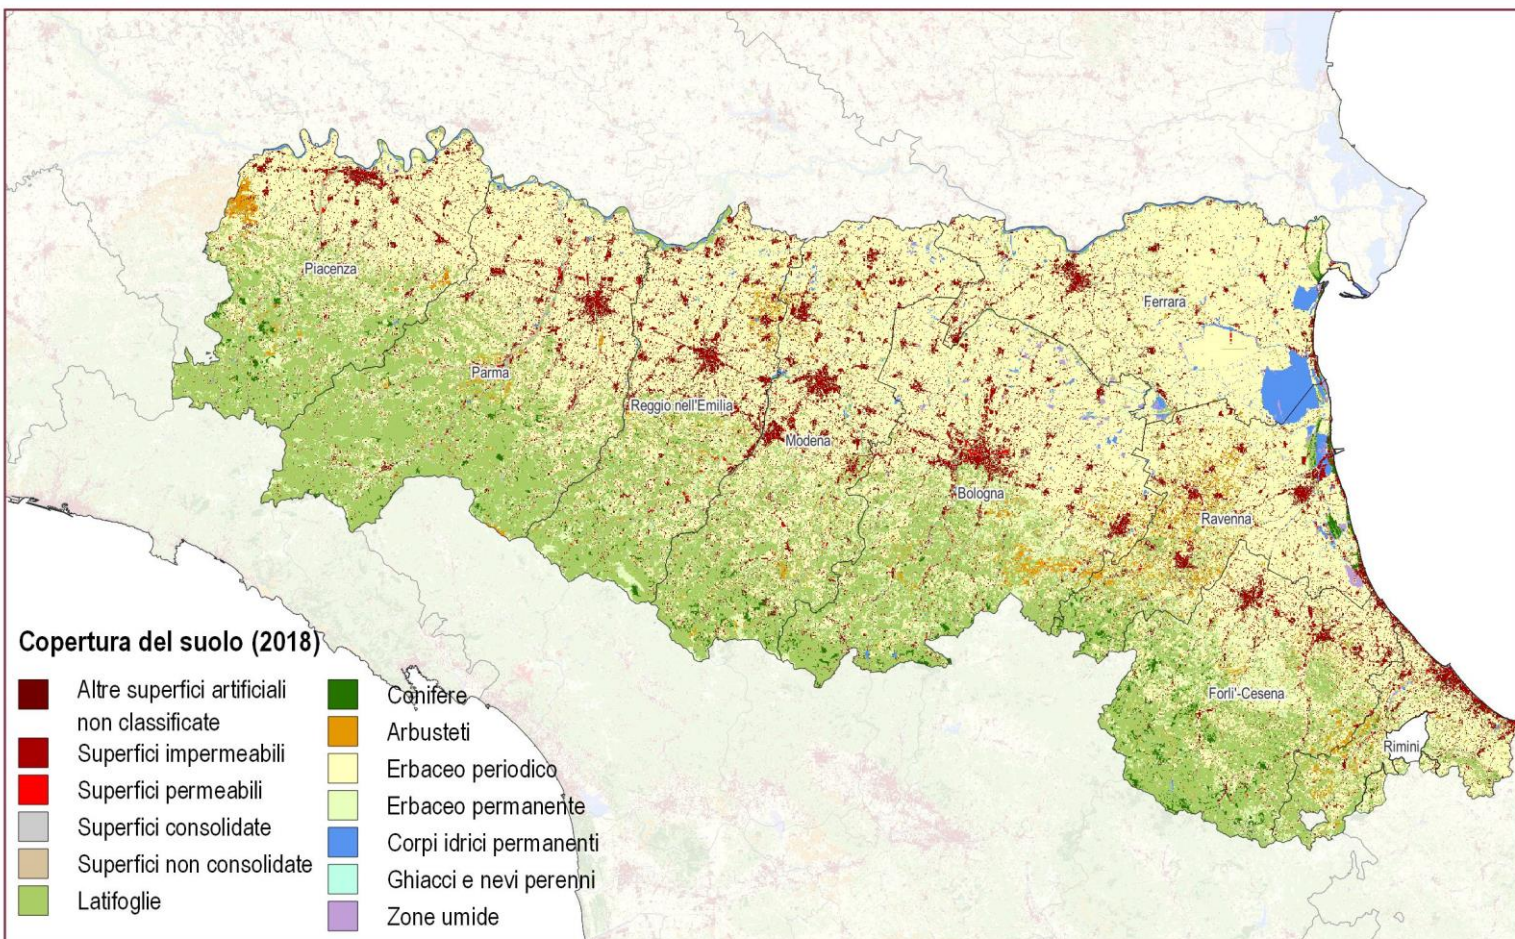 Piacenza
Ferrara
Parma
Reggio nell'Emilia
Modena
Bologna
Ravenna
Forli'-Cesena
Rimini
Copertura del suolo (2018)
Altre superfici artificiali
non classificate
Superfici impermeabili
Superfici permeabili
Superfici consolidate
Superfici non consolidate
Latifoglie
Conifere
Arbusteti
Erbaceo periodico
Erbaceo permanente
Corpi idrici permanenti
Ghiacci e nevi perenni
Zone umide